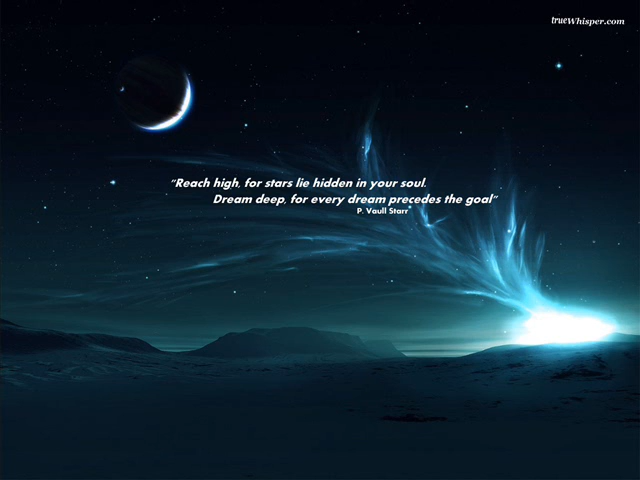 trueWhisper.com
"Reach high, for stars lie hidden in your soul.
Dream deep, for every dream precedes the goal"
P. Vaull Starr